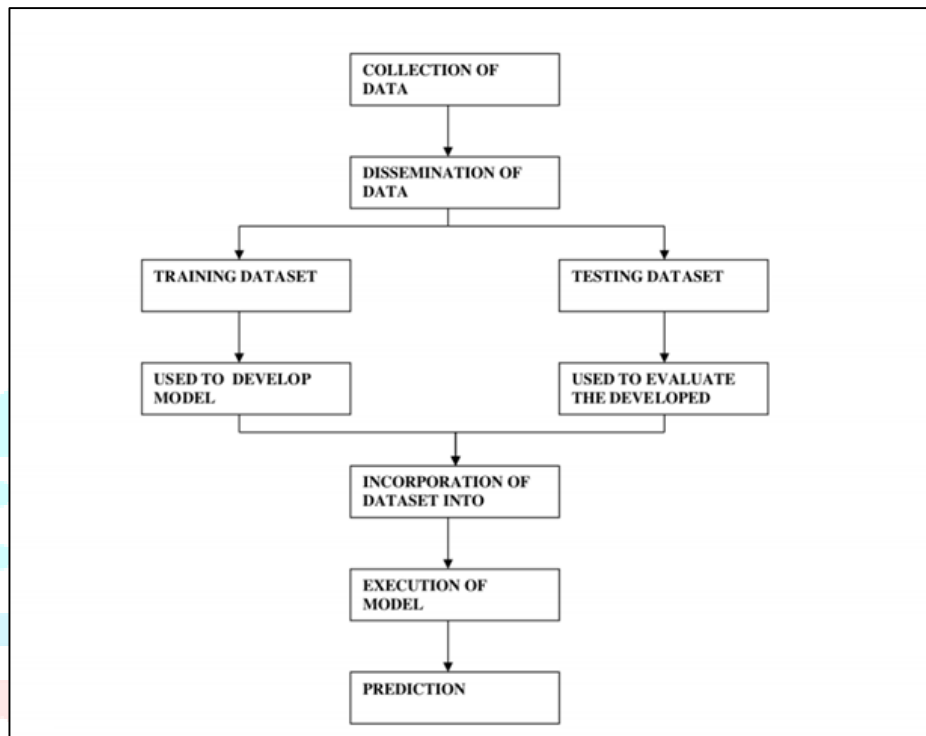 COLLECTION OF
DATA
DISSEMINATION OF
DATA
TRAINING DATASET
TESTING DATASET
USED TO DEVELOP
MODEL
USED TO EVALUATE
THE DEVELOPED
INCORPORATION OF
DATASET INTO
EXECUTION OF
MODEL
PREDICTION